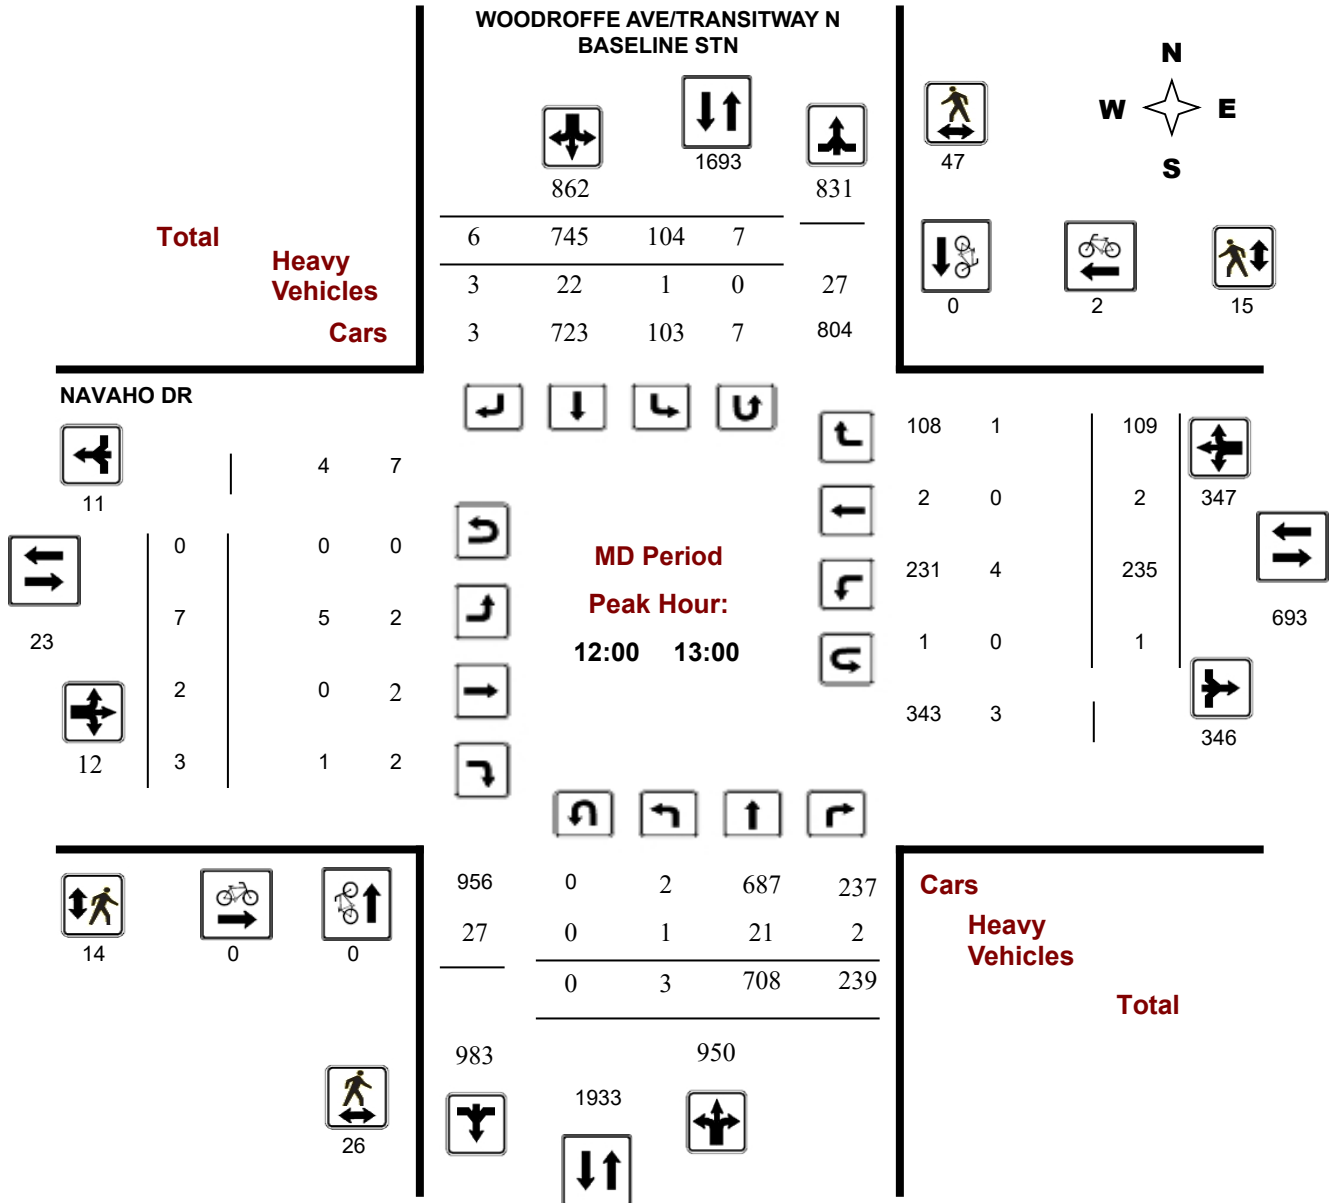 WOODROFFE AVE/TRANSITWAY N
BASELINE STN
N
W E
S
862
1693
831
47
Total
6 745 104 7
Heavy
Vehicles
3 22 1 0 27
0 2 15
Cars
3 723 103 7 804
NAVAHO DR
11
4 7
108 1 109
2 0 2
347
0 0 0
MD Period
231 4 235
7 5 2
Peak Hour:
693
23
12:00 13:00
1 0 1
2 0 2
343 3
346
12
3 1 2
956 0 2 687 237
Cars
27 0 1 21 2
Heavy
Vehicles
14 0 0
0 3 708 239
Total
983 950
1933
26